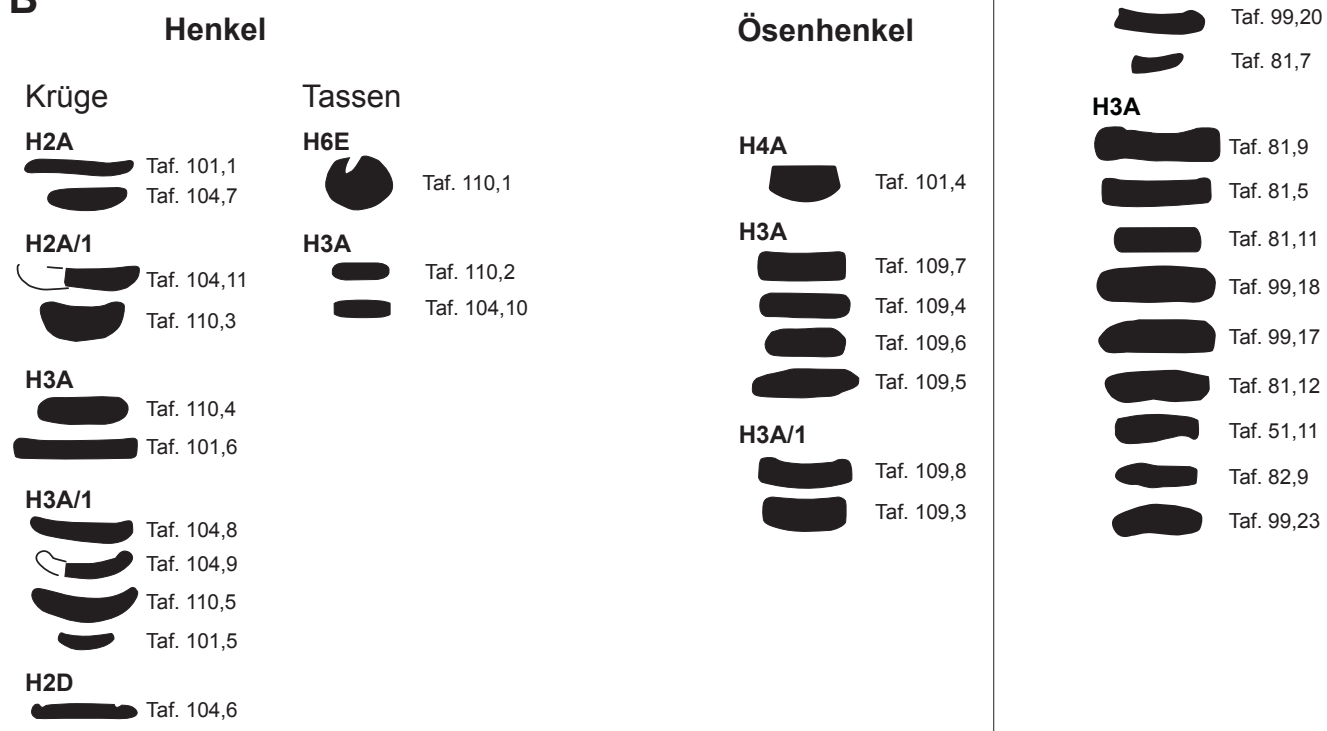 B
Henkel
Krüge
H2A
Taf. 101,1
Taf. 104,7
H2A/1
Taf. 104,11
Taf. 110,3
H3A
Taf. 110,4
Taf. 101,6
H3A/1
Taf. 104,8
Taf. 104,9
Taf. 110,5
Taf. 101,5
H2D
Taf. 104,6
Tassen
H6E
Taf. 110,1
H3A
Taf. 110,2
Taf. 104,10
Ösenhenkel
H4A
Taf. 101,4
H3A
Taf. 109,7
Taf. 109,4
Taf. 109,6
Taf. 109,5
H3A/1
Taf. 109,8
Taf. 109,3
Taf. 99,20
Taf. 81,7
H3A
Taf. 81,9
Taf. 81,5
Taf. 81,11
Taf. 99,18
Taf. 99,17
Taf. 81,12
Taf. 51,11
Taf. 82,9
Taf. 99,23